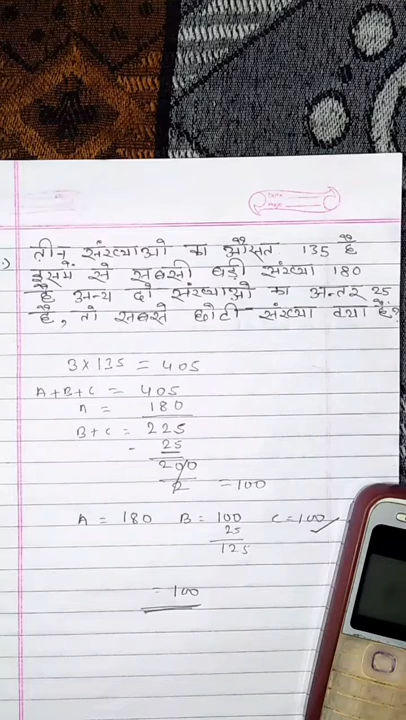 तीन संख्याओ का औसत 135 है
इसमें से सबसी बड़ी संख्या 180
है अन्य दो संख्याओ का अन्तर 25
है, तो सबसे छोटी संख्या क्या है?
3 × 135 = 405
A + B + C = 405
A = 180
B + C = 225
- 25
200
2 = 100
A = 180 B = 100 C = 100
25
125
= 100